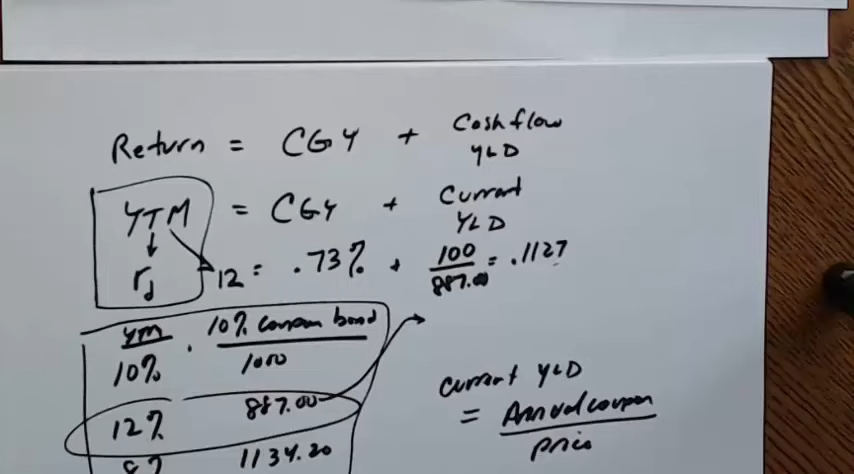 Return = CGY + Cashflow YLD
YTM = CGY + Current YLD
rd 12 = .73% + 100/887.00 = .1127
YTM 10% coupon bond
10% 1000
12% 887.00
8% 1134.20
current YLD
= Annual coupon
price